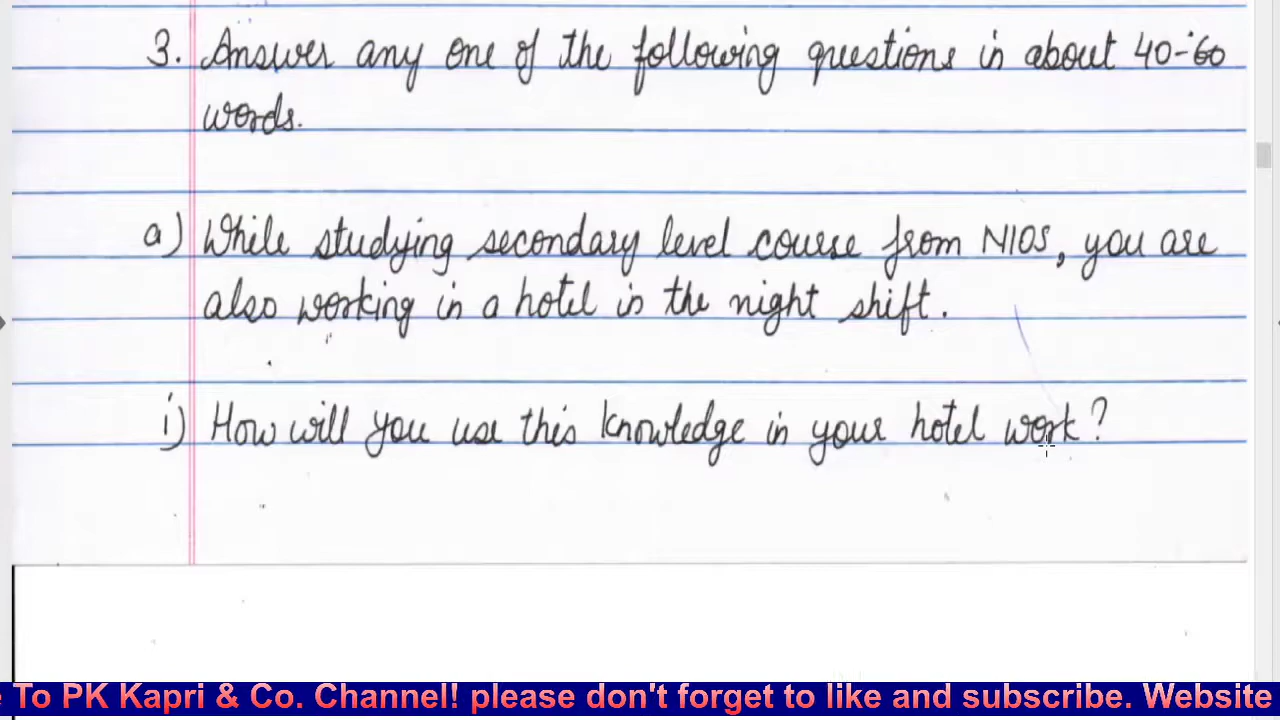 3. Answer any one of the following questions in about 40-60
words.
a) While studying secondary level course from NIOS, you are
also working in a hotel in the night shift.
i) How will you use this knowledge in your hotel work?
To PK Kapri & Co. Channel! please don't forget to like and subscribe. Website